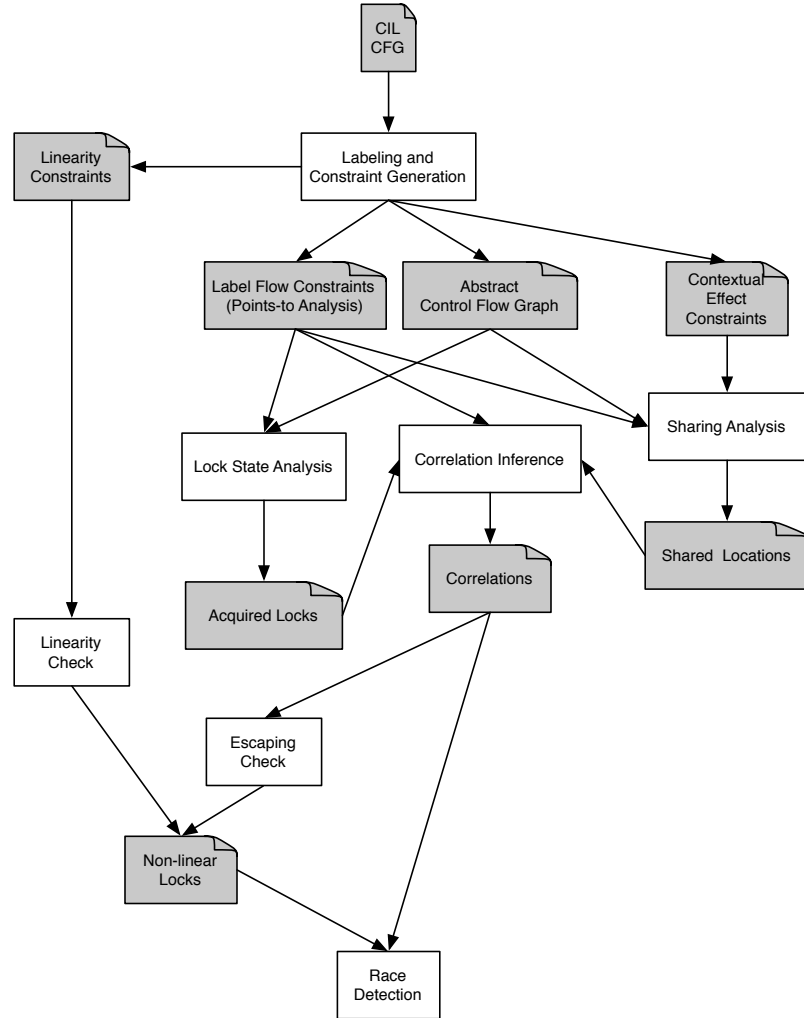 CIL
CFG
Linearity
Constraints
Labeling and
Constraint Generation
Label Flow Constraints
(Points-to Analysis)
Abstract
Control Flow Graph
Contextual
Effect
Constraints
Lock State Analysis
Correlation Inference
Sharing Analysis
Acquired Locks
Correlations
Shared Locations
Linearity
Check
Escaping
Check
Non-linear
Locks
Race
Detection